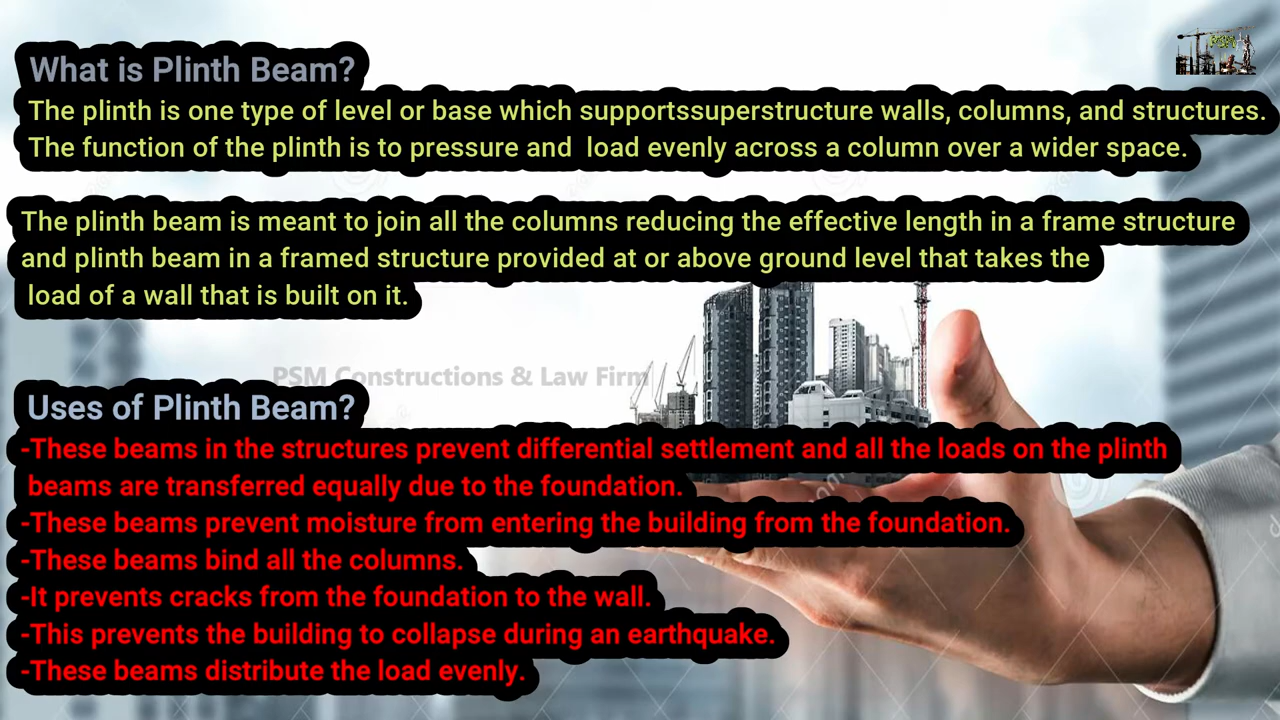 What is Plinth Beam?
The plinth is one type of level or base which supportssuperstructure walls, columns, and structures.
The function of the plinth is to pressure and load evenly across a column over a wider space.
The plinth beam is meant to join all the columns reducing the effective length in a frame structure
and plinth beam in a framed structure provided at or above ground level that takes the
load of a wall that is built on it.
PSM Constructions & Law Firm
Uses of Plinth Beam?
-These beams in the structures prevent differential settlement and all the loads on the plinth
beams are transferred equally due to the foundation.
-These beams prevent moisture from entering the building from the foundation.
-These beams bind all the columns.
-It prevents cracks from the foundation to the wall.
-This prevents the building to collapse during an earthquake.
-These beams distribute the load evenly.